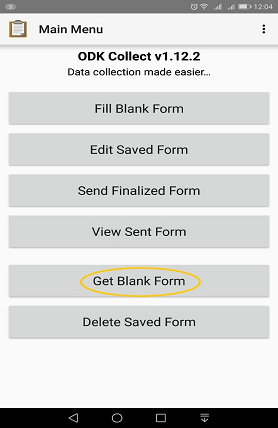 12:04
Main Menu
ODK Collect v1.12.2
Data collection made easier...
Fill Blank Form
Edit Saved Form
Send Finalized Form
View Sent Form
Get Blank Form
Delete Saved Form